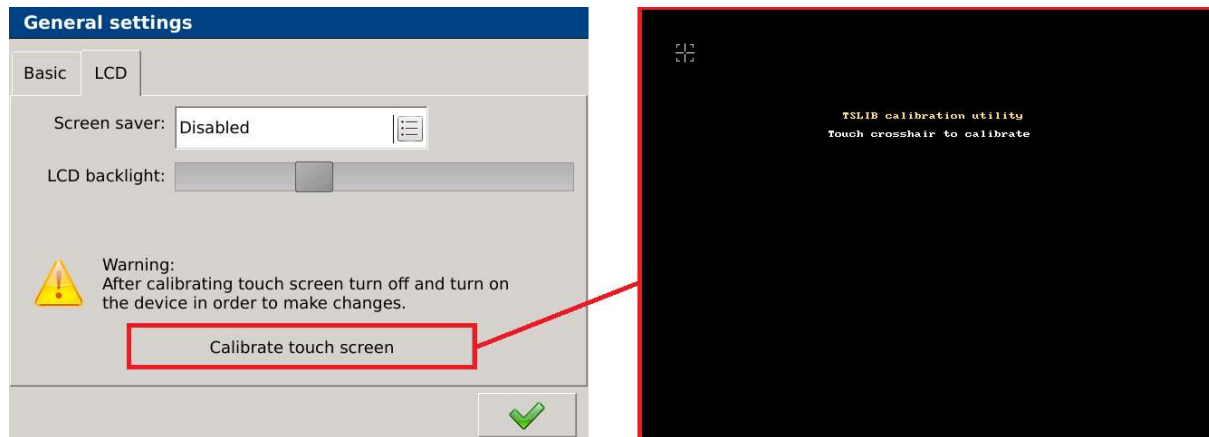 General settings
Basic LCD
Screen saver: Disabled
LCD backlight:
Warning:
After calibrating touch screen turn off and turn on
the device in order to make changes.
Calibrate touch screen
TSLIB calibration utility
Touch crosshair to calibrate